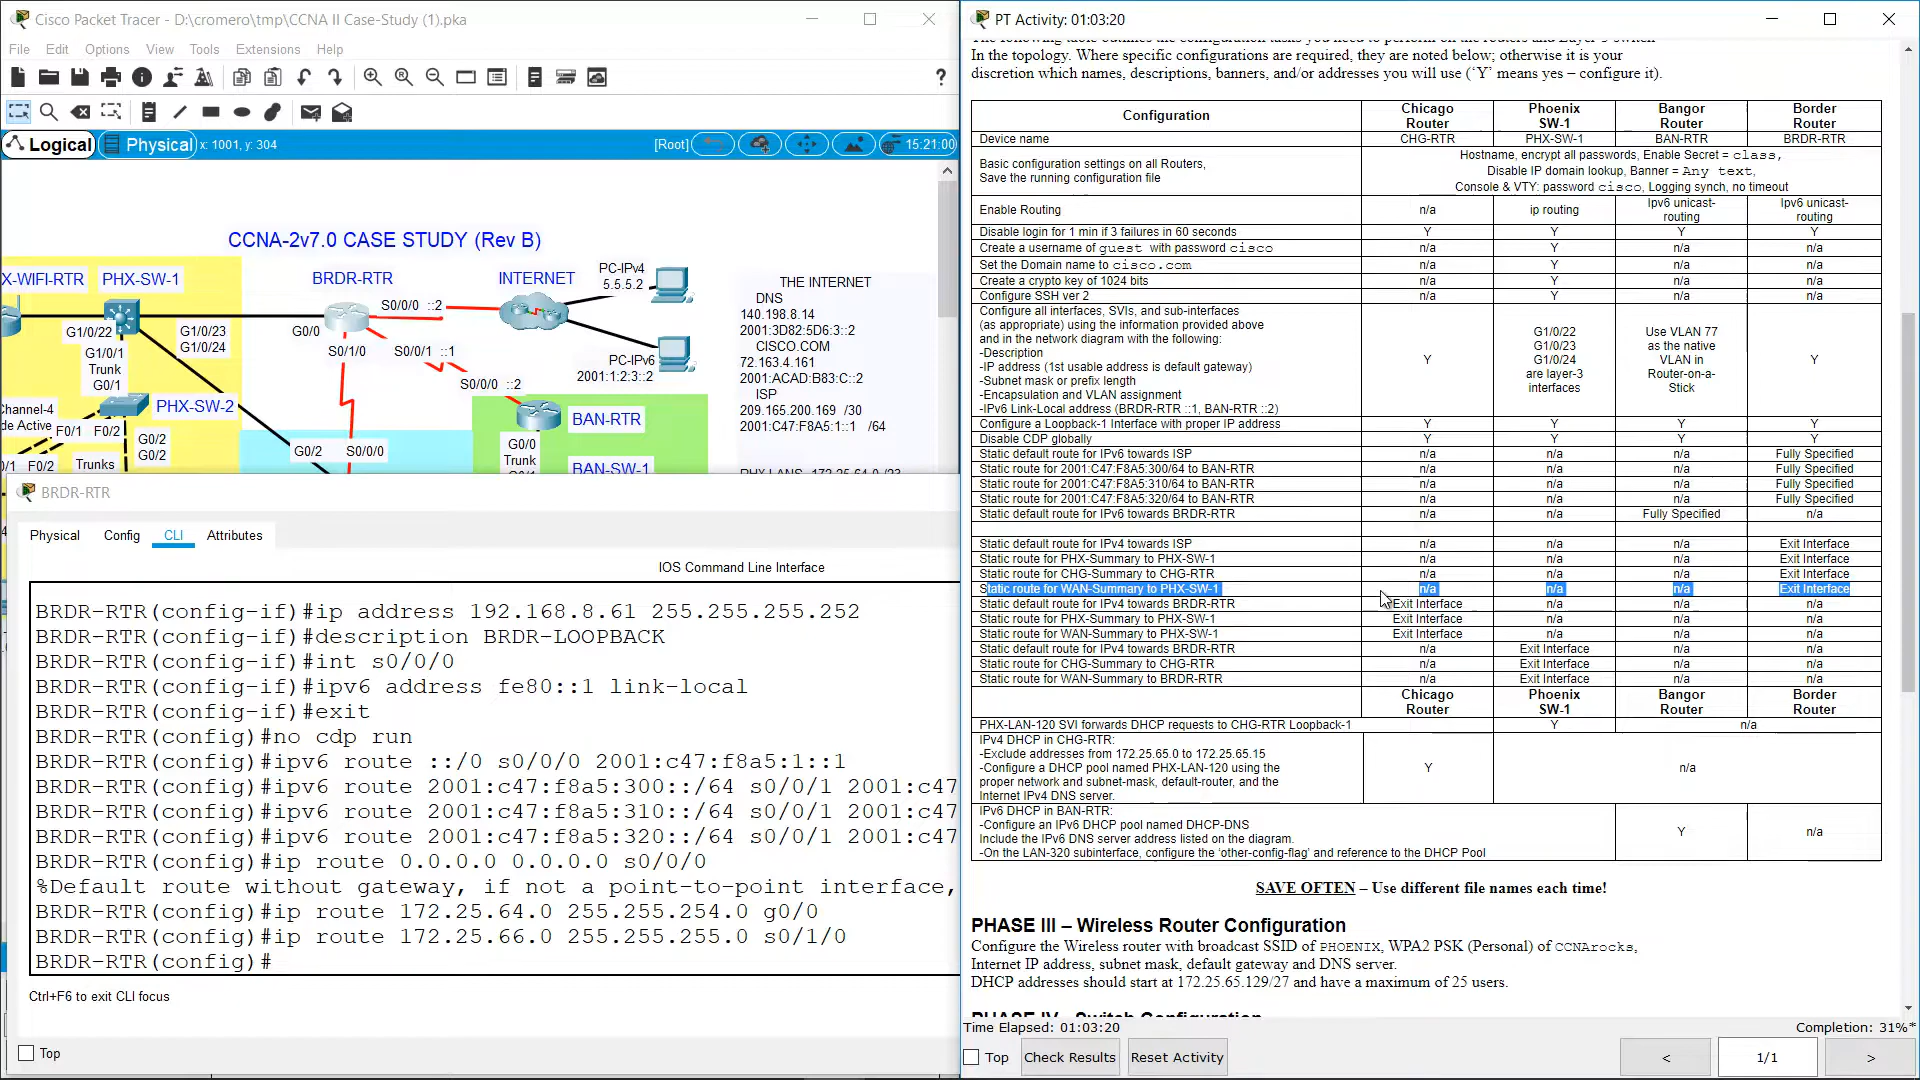 Cisco Packet Tracer - D:\cromero\tmp\CCNA II Case-Study (1).pka
File Edit Options View Tools Extensions Help
Logical Physical x: 1001, y: 304 [Root] 15:21:00
CCNA-2v7.0 CASE STUDY (Rev B)
X-WIFI-RTR PHX-SW-1 BRDR-RTR INTERNET
PC-IPv4
5.5.5.2
S0/0/0 ::2
G1/0/22
G1/0/23
G1/0/24
G0/0
G1/0/1
Trunk
G0/1
S0/1/0 S0/0/1 ::1
PC-IPv6
2001:1:2:3::2
S0/0/0 ::2
PHX-SW-2
BAN-RTR
Channel-4
de Active F0/1 F0/2
G0/2
G0/2
G0/2 S0/0/0
G0/0
Trunk
0/1 F0/2 Trunks
BAN-SW-1
THE INTERNET
DNS
140.198.8.14
2001:3D82:5D6:3::2
CISCO.COM
72.163.4.161
2001:ACAD:B83:C::2
ISP
209.165.200.169 /30
2001:C47:F8A5:1::1 /64
PHX LANS 172.25.64.0 /23
BRDR-RTR
Physical Config CLI Attributes
IOS Command Line Interface
BRDR-RTR(config-if)#ip address 192.168.8.61 255.255.255.252
BRDR-RTR(config-if)#description BRDR-LOOPBACK
BRDR-RTR(config-if)#int s0/0/0
BRDR-RTR(config-if)#ipv6 address fe80::1 link-local
BRDR-RTR(config-if)#exit
BRDR-RTR(config)#no cdp run
BRDR-RTR(config)#ipv6 route ::/0 s0/0/0 2001:c47:f8a5:1::1
BRDR-RTR(config)#ipv6 route 2001:c47:f8a5:300::/64 s0/0/1 2001:c47
BRDR-RTR(config)#ipv6 route 2001:c47:f8a5:310::/64 s0/0/1 2001:c47
BRDR-RTR(config)#ipv6 route 2001:c47:f8a5:320::/64 s0/0/1 2001:c47
BRDR-RTR(config)#ip route 0.0.0.0 0.0.0.0 s0/0/0
%Default route without gateway, if not a point-to-point interface,
BRDR-RTR(config)#ip route 172.25.64.0 255.255.254.0 g0/0
BRDR-RTR(config)#ip route 172.25.66.0 255.255.255.0 s0/1/0
BRDR-RTR(config)#
Ctrl+F6 to exit CLI focus
Top
PT Activity: 01:03:20
The following table outlines the configuration tasks you need to perform on the routers and Layer-3 switch
In the topology. Where specific configurations are required, they are noted below; otherwise it is your
discretion which names, descriptions, banners, and/or addresses you will use ('Y' means yes – configure it).
Configuration Chicago Router Phoenix SW-1 Bangor Router Border Router
Device name CHG-RTR PHX-SW-1 BAN-RTR BRDR-RTR
Basic configuration settings on all Routers,
Save the running configuration file
Hostname, encrypt all passwords, Enable Secret = class,
Disable IP domain lookup, Banner = Any text,
Console & VTY: password cisco, Logging synch, no timeout
Enable Routing n/a ip routing Ipv6 unicast-routing Ipv6 unicast-routing
Disable login for 1 min if 3 failures in 60 seconds Y Y Y Y
Create a username of guest with password cisco n/a Y n/a n/a
Set the Domain name to cisco.com n/a Y n/a n/a
Create a crypto key of 1024 bits n/a Y n/a n/a
Configure SSH ver 2 n/a Y n/a n/a
Configure all interfaces, SVIs, and sub-interfaces
(as appropriate) using the information provided above
and in the network diagram with the following:
-Description
-IP address (1st usable address is default gateway)
-Subnet mask or prefix length
-Encapsulation and VLAN assignment
-IPv6 Link-Local address (BRDR-RTR ::1, BAN-RTR ::2)
Y
G1/0/22
G1/0/23
G1/0/24
are layer-3
interfaces
Use VLAN 77
as the native
VLAN in
Router-on-a-
Stick
Y
Configure a Loopback-1 Interface with proper IP address Y Y Y Y
Disable CDP globally Y Y Y Y
Static default route for IPv6 towards ISP n/a n/a n/a Fully Specified
Static route for 2001:C47:F8A5:300/64 to BAN-RTR n/a n/a n/a Fully Specified
Static route for 2001:C47:F8A5:310/64 to BAN-RTR n/a n/a n/a Fully Specified
Static route for 2001:C47:F8A5:320/64 to BAN-RTR n/a n/a n/a Fully Specified
Static default route for IPv6 towards BRDR-RTR n/a n/a Fully Specified n/a
Static default route for IPv4 towards ISP n/a n/a n/a Exit Interface
Static route for PHX-Summary to PHX-SW-1 n/a n/a n/a Exit Interface
Static route for CHG-Summary to CHG-RTR n/a n/a n/a Exit Interface
Static route for WAN-Summary to PHX-SW-1 n/a n/a n/a Exit Interface
Static default route for IPv4 towards BRDR-RTR Exit Interface n/a n/a n/a
Static route for PHX-Summary to PHX-SW-1 Exit Interface n/a n/a n/a
Static route for WAN-Summary to PHX-SW-1 Exit Interface n/a n/a n/a
Static default route for IPv4 towards BRDR-RTR n/a Exit Interface n/a n/a
Static route for CHG-Summary to CHG-RTR n/a Exit Interface n/a n/a
Static route for WAN-Summary to BRDR-RTR n/a Exit Interface n/a n/a
Chicago Router Phoenix SW-1 Bangor Router Border Router
PHX-LAN-120 SVI forwards DHCP requests to CHG-RTR Loopback-1 Y n/a
IPv4 DHCP in CHG-RTR:
-Exclude addresses from 172.25.65.0 to 172.25.65.15
-Configure a DHCP pool named PHX-LAN-120 using the
proper network and subnet-mask, default-router, and the
Internet IPv4 DNS server.
Y n/a
IPv6 DHCP in BAN-RTR:
-Configure an IPv6 DHCP pool named DHCP-DNS
Include the IPv6 DNS server address listed on the diagram.
-On the LAN-320 subinterface, configure the 'other-config-flag' and reference to the DHCP Pool
Y n/a
SAVE OFTEN – Use different file names each time!
PHASE III – Wireless Router Configuration
Configure the Wireless router with broadcast SSID of PHOENIX, WPA2 PSK (Personal) of CCNArocks,
Internet IP address, subnet mask, default gateway and DNS server.
DHCP addresses should start at 172.25.65.129/27 and have a maximum of 25 users.
PHASE IV – Switch Configuration
Time Elapsed: 01:03:20 Completion: 31%*
Top Check Results Reset Activity < 1/1 >